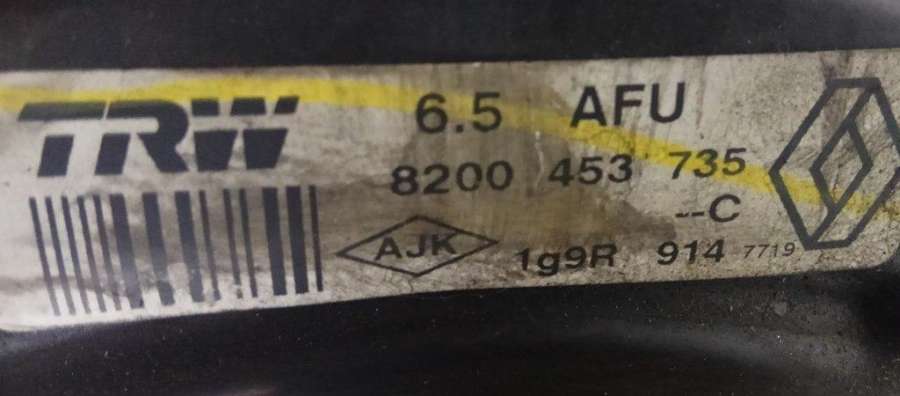 TRW
6.5 AFU
8200 453 735
--C
AJK
1g9R 914 7719